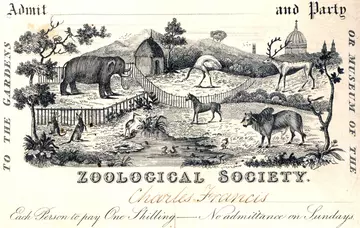 Admit and Party
TO THE GARDENS
OR MUSEUM OF THE
ZOOLOGICAL SOCIETY.
Charles Francis
Each Person to pay One Shilling — No admittance on Sundays